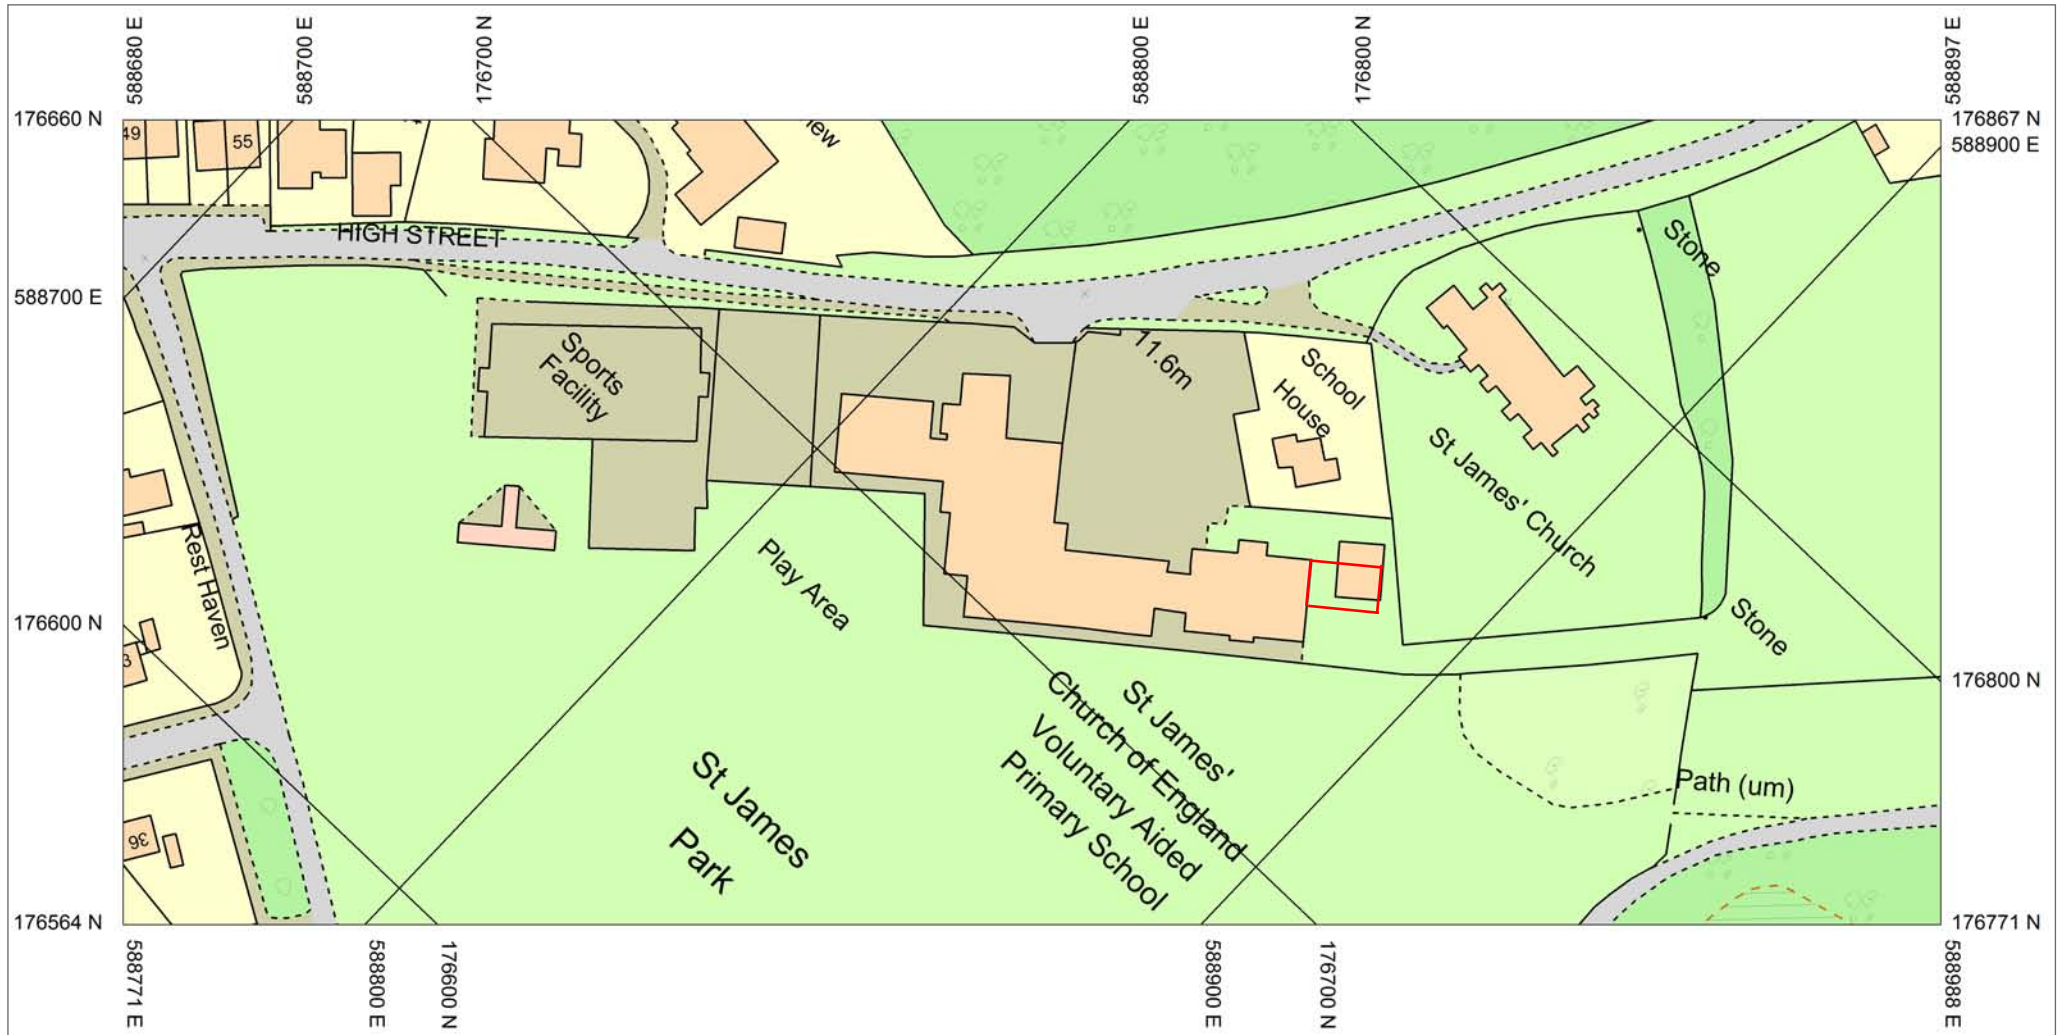 588680 E
588700 E
176700 N
588800 E
176800 N
588897 E
176660 N
176867 N
588900 E
49
55
iew
HIGH STREET
Stone
588700 E
Sports
Facility
11.6m
School
House
St James' Church
Rest Haven
Play Area
176600 N
Stone
3
176800 N
St James'
Church of England
Voluntary Aided
Primary School
St James
Park
Path (um)
36
176564 N
176771 N
588771 E
588800 E
176600 N
588900 E
176700 N
588988 E